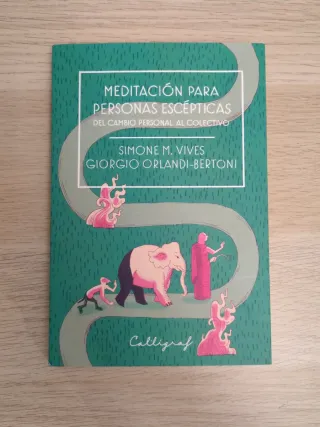 MEDITACIÓN PARA
PERSONAS ESCÉPTICAS
DEL CAMBIO PERSONAL AL COLECTIVO
SIMONE M. VIVES
GIORGIO ORLANDI-BERTONI
Calligraf